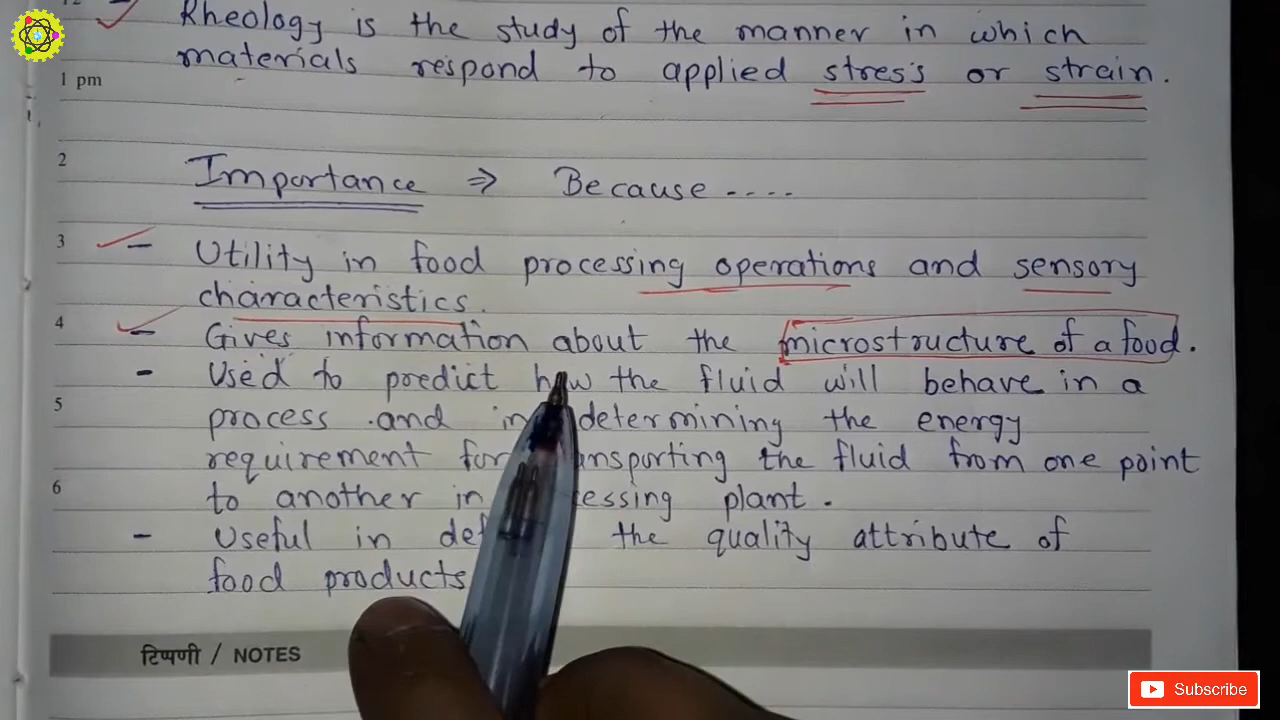 Rheology is the study of the manner in which
materials respond to applied stress or strain.
1 pm
2
Importance ⇒ Because ....
3
- Utility in food processing operations and sensory
characteristics.
4
- Gives information about the microstructure of a food.
- Used to predict how the fluid will behave in a
5
process and in determining the energy
requirement for the fluid from one point
6
to another in plant.
- Useful in the quality attribute of
food products
टिप्पणी / NOTES
Subscribe